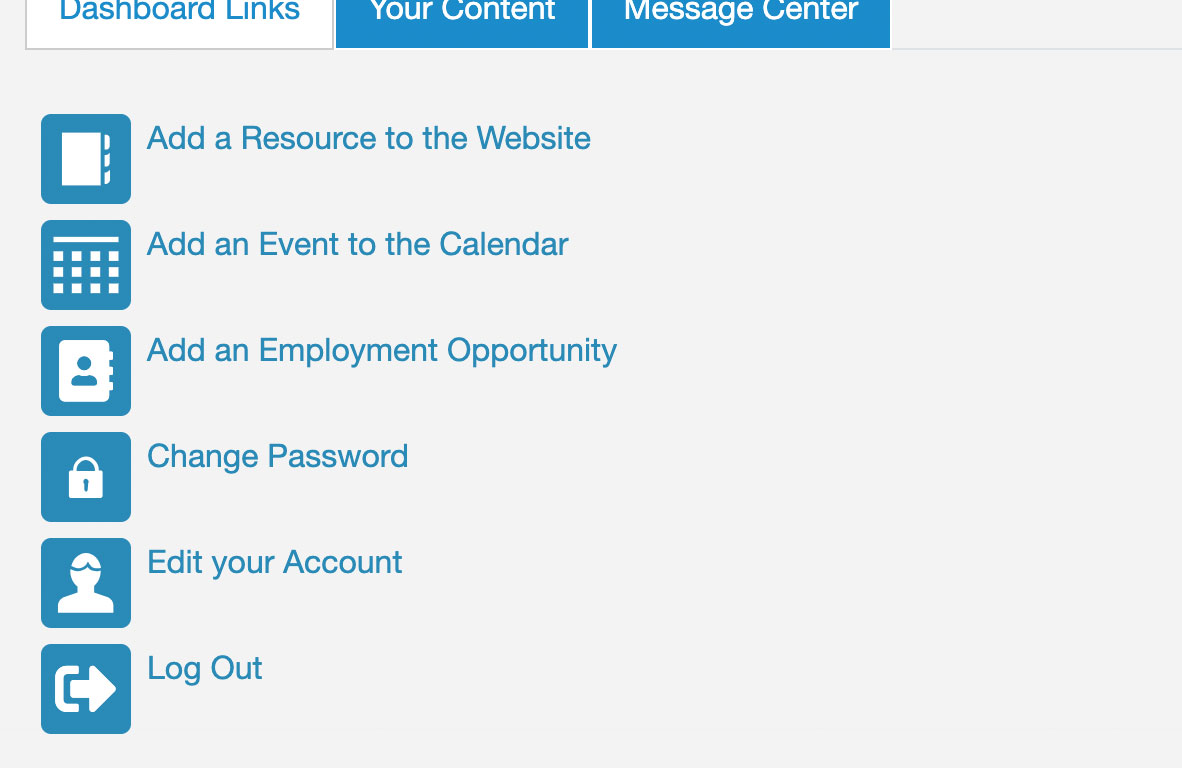 Dashboard Links
Your Content
Message Center
Add a Resource to the Website
Add an Event to the Calendar
Add an Employment Opportunity
Change Password
Edit your Account
Log Out